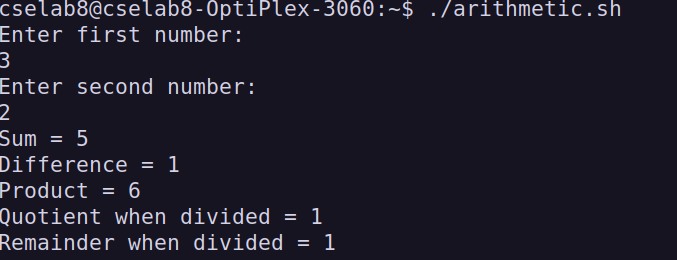 cselab8@cselab8-OptiPlex-3060:~$ ./arithmetic.sh
Enter first number:
3
Enter second number:
2
Sum = 5
Difference = 1
Product = 6
Quotient when divided = 1
Remainder when divided = 1